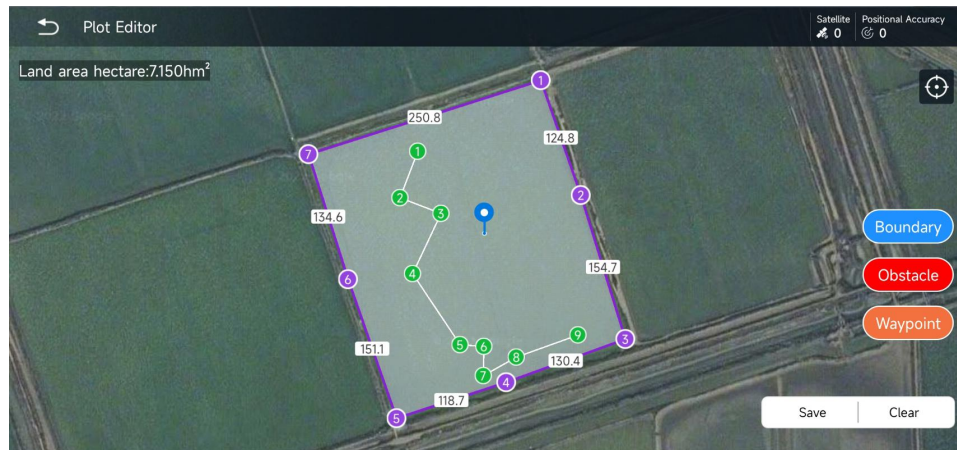 Plot Editor
Satellite
0
Positional Accuracy
0
Land area hectare:7.150hm²
1
250.8
124.8
7
1
2
2
3
134.6
154.7
Boundary
4
6
Obstacle
Waypoint
151.1
5
6
9
3
8
7
130.4
4
118.7
5
Save
Clear